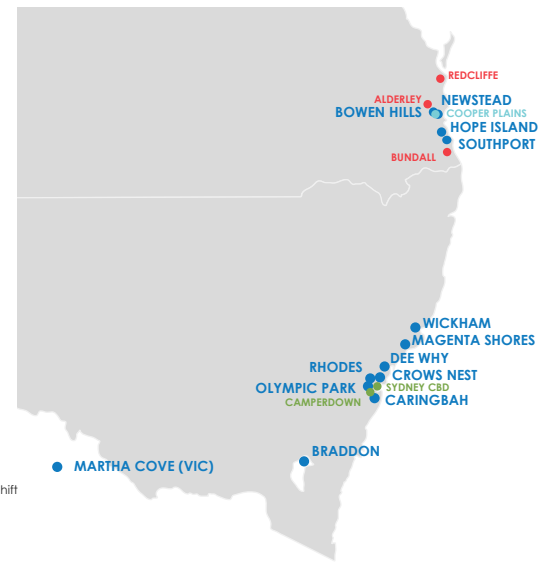 REDCLIFFE
ALDERLEY
NEWSTEAD
BOWEN HILLS
COOPER PLAINS
HOPE ISLAND
SOUTHPORT
BUNDALL
WICKHAM
MAGENTA SHORES
DEE WHY
RHODES
CROWS NEST
OLYMPIC PARK
SYDNEY CBD
CAMPERDOWN
CARINGBAH
BRADDON
MARTHA COVE (VIC)
hift